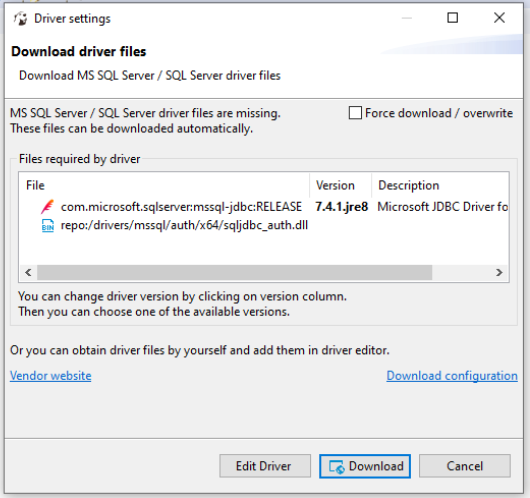 Driver settings
Download driver files
Download MS SQL Server / SQL Server driver files
MS SQL Server / SQL Server driver files are missing.
These files can be downloaded automatically.
Force download / overwrite
Files required by driver
File Version Description
com.microsoft.sqlserver:mssql-jdbc:RELEASE 7.4.1.jre8 Microsoft JDBC Driver fo
BIN repo:/drivers/mssql/auth/x64/sqljdbc_auth.dll
You can change driver version by clicking on version column.
Then you can choose one of the available versions.
Or you can obtain driver files by yourself and add them in driver editor.
Vendor website Download configuration
Edit Driver Download Cancel